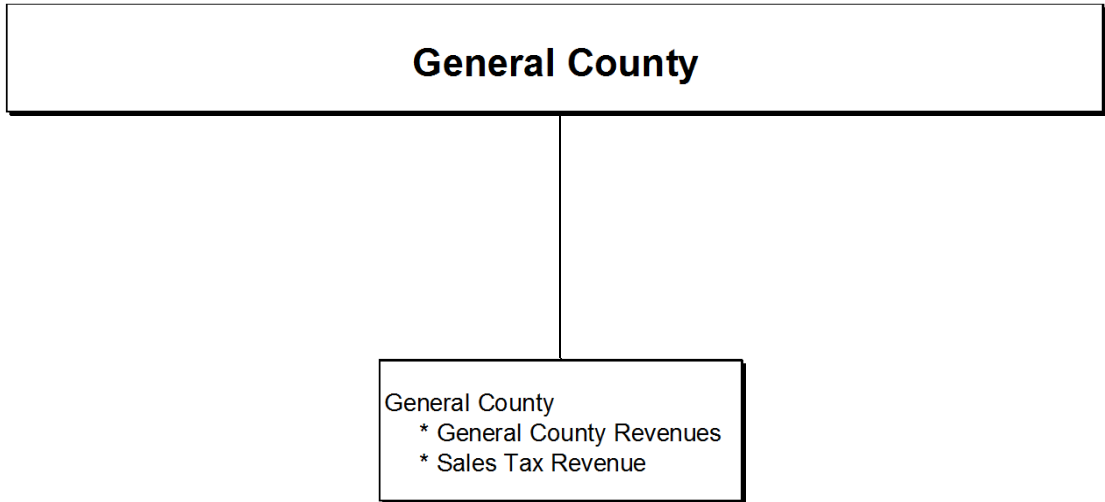 General County
General County
* General County Revenues
* Sales Tax Revenue